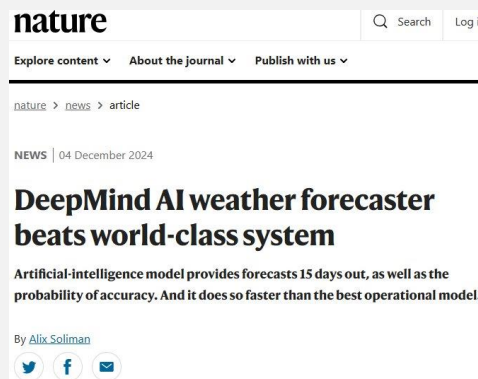 nature
Search Log i
Explore content About the journal Publish with us
nature > news > article
NEWS | 04 December 2024
DeepMind AI weather forecaster
beats world-class system
Artificial-intelligence model provides forecasts 15 days out, as well as the
probability of accuracy. And it does so faster than the best operational model.
By Alix Soliman